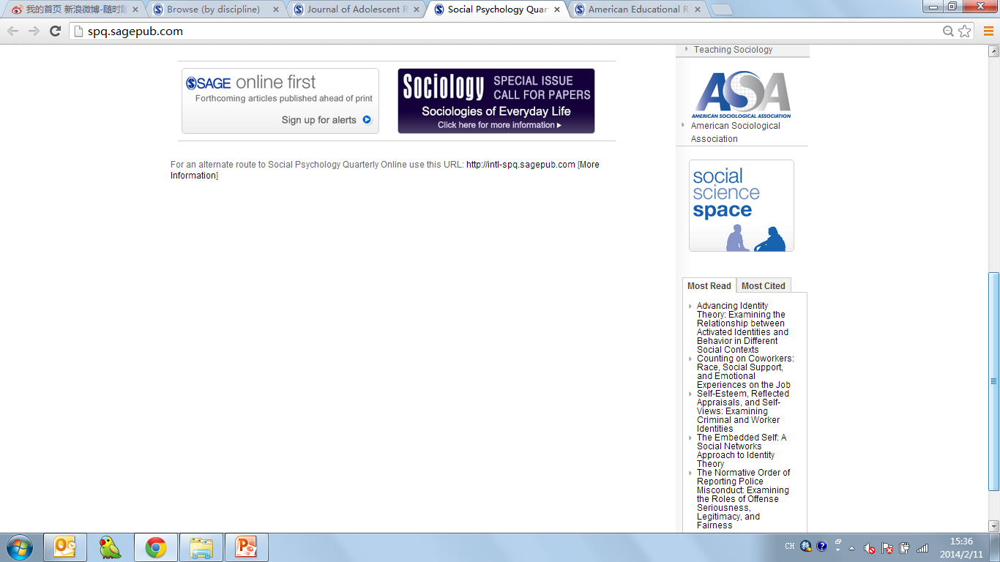 我的首页 新浪微博-随时随
Browse (by discipline)
Journal of Adolescent R
Social Psychology Quar
American Educational R
spq.sagepub.com
Teaching Sociology
SAGE online first
Forthcoming articles published ahead of print
Sign up for alerts
Sociology SPECIAL ISSUE
CALL FOR PAPERS
Sociologies of Everyday Life
Click here for more information
ASA
AMERICAN SOCIOLOGICAL ASSOCIATION
American Sociological
Association
For an alternate route to Social Psychology Quarterly Online use this URL: http://intl-spq.sagepub.com [More
Information]
social
science
space
Most Read
Most Cited
Advancing Identity
Theory: Examining the
Relationship between
Activated Identities and
Behavior in Different
Social Contexts
Counting on Coworkers:
Race, Social Support,
and Emotional
Experiences on the Job
Self-Esteem, Reflected
Appraisals, and Self-
Views: Examining
Criminal and Worker
Identities
The Embedded Self: A
Social Networks
Approach to Identity
Theory
The Normative Order of
Reporting Police
Misconduct: Examining
the Roles of Offense
Seriousness,
Legitimacy, and
Fairness
CH
15:36
2014/2/11